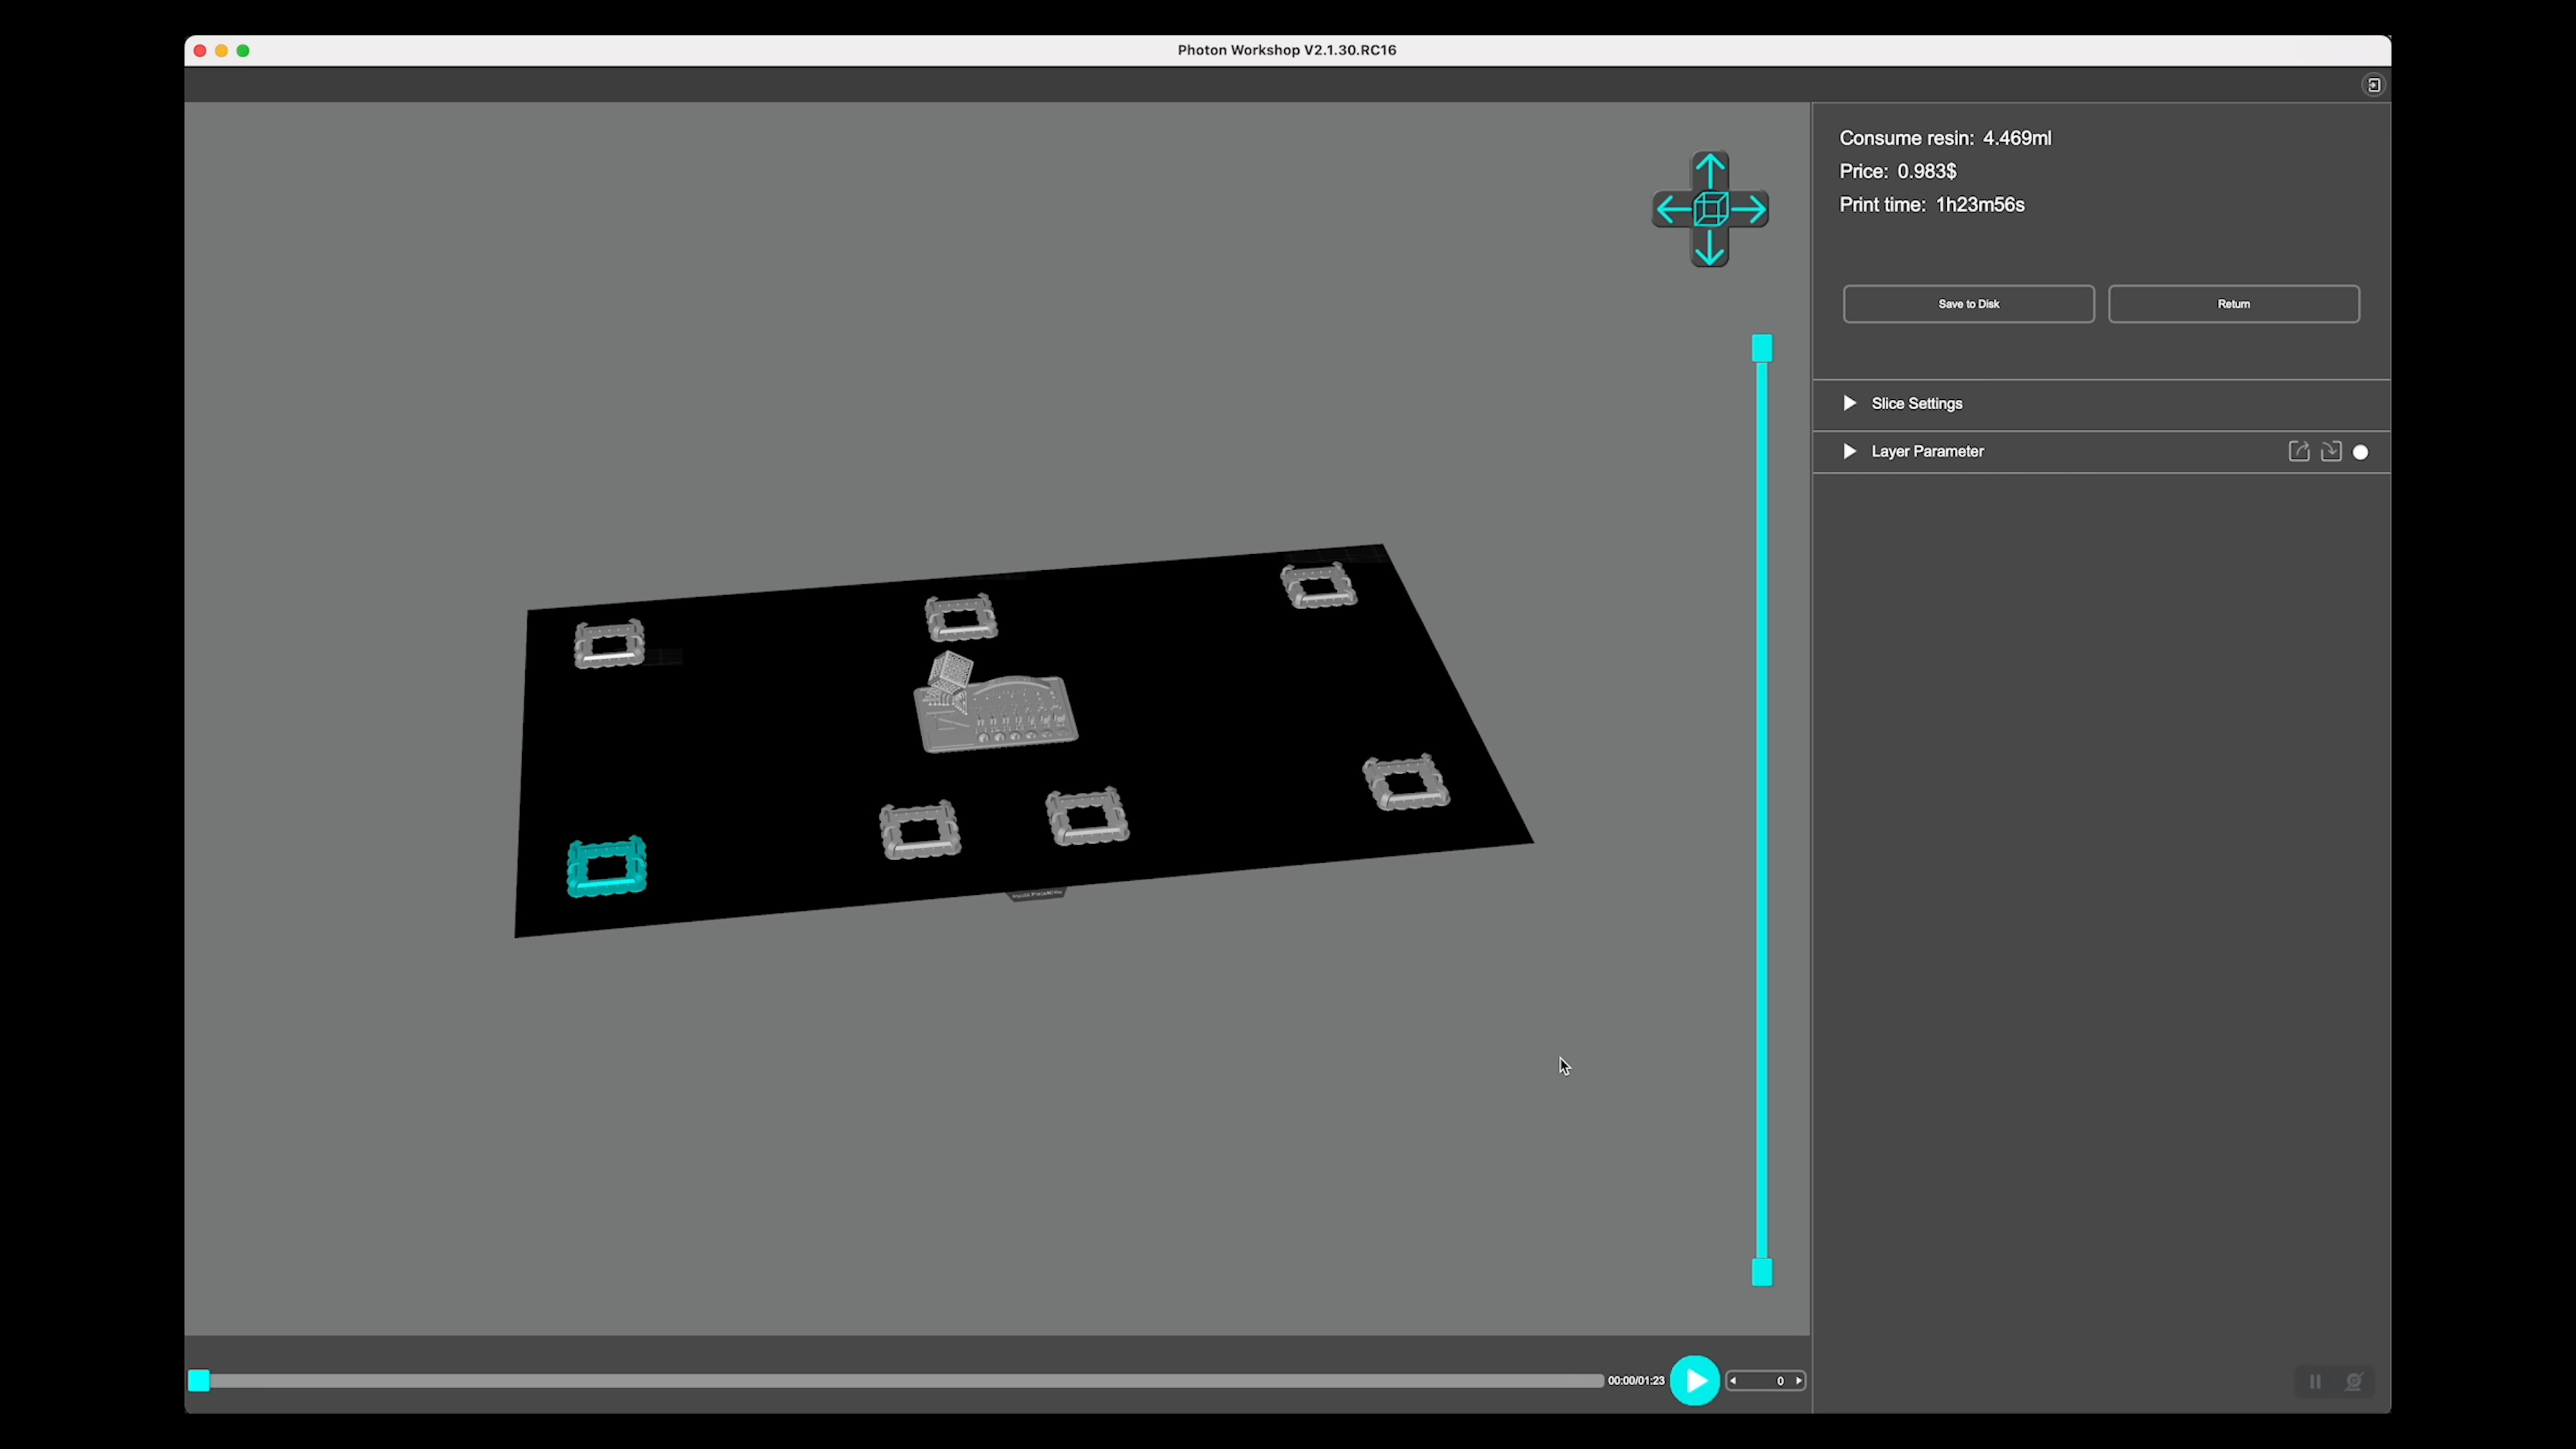 Photon Workshop V2.1.30.RC16
Consume resin: 4.469ml
Price: 0.983$
Print time: 1h23m56s
Save to Disk
Return
Slice Settings
Layer Parameter
00:00/01:23
0